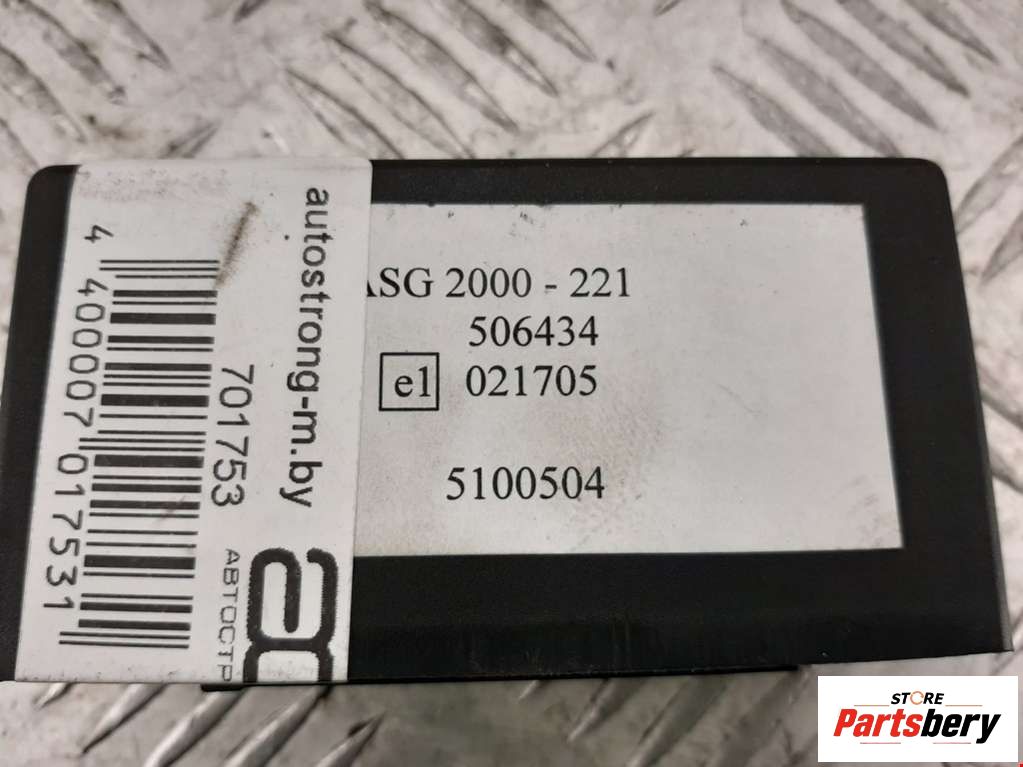 ASG 2000 - 221
506434
e1 021705
5100504
autostrong-m.by
701753
АВТОСТР
4 400007 017531
STORE
Partsbery